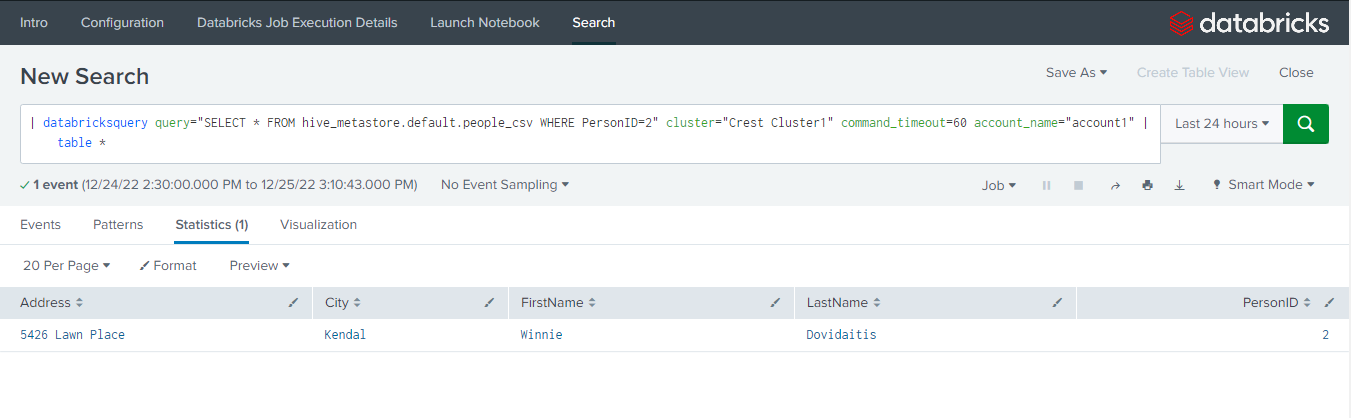 Intro Configuration Databricks Job Execution Details Launch Notebook Search databricks
New Search Save As Create Table View Close
| databricksquery query="SELECT * FROM hive_metastore.default.people_csv WHERE PersonID=2" cluster="Crest Cluster1" command_timeout=60 account_name="account1" | Last 24 hours
table *
1 event (12/24/22 2:30:00.000 PM to 12/25/22 3:10:43.000 PM) No Event Sampling Job Smart Mode
Events Patterns Statistics (1) Visualization
20 Per Page Format Preview
Address City FirstName LastName PersonID
5426 Lawn Place Kendal Winnie Dovidaitis 2